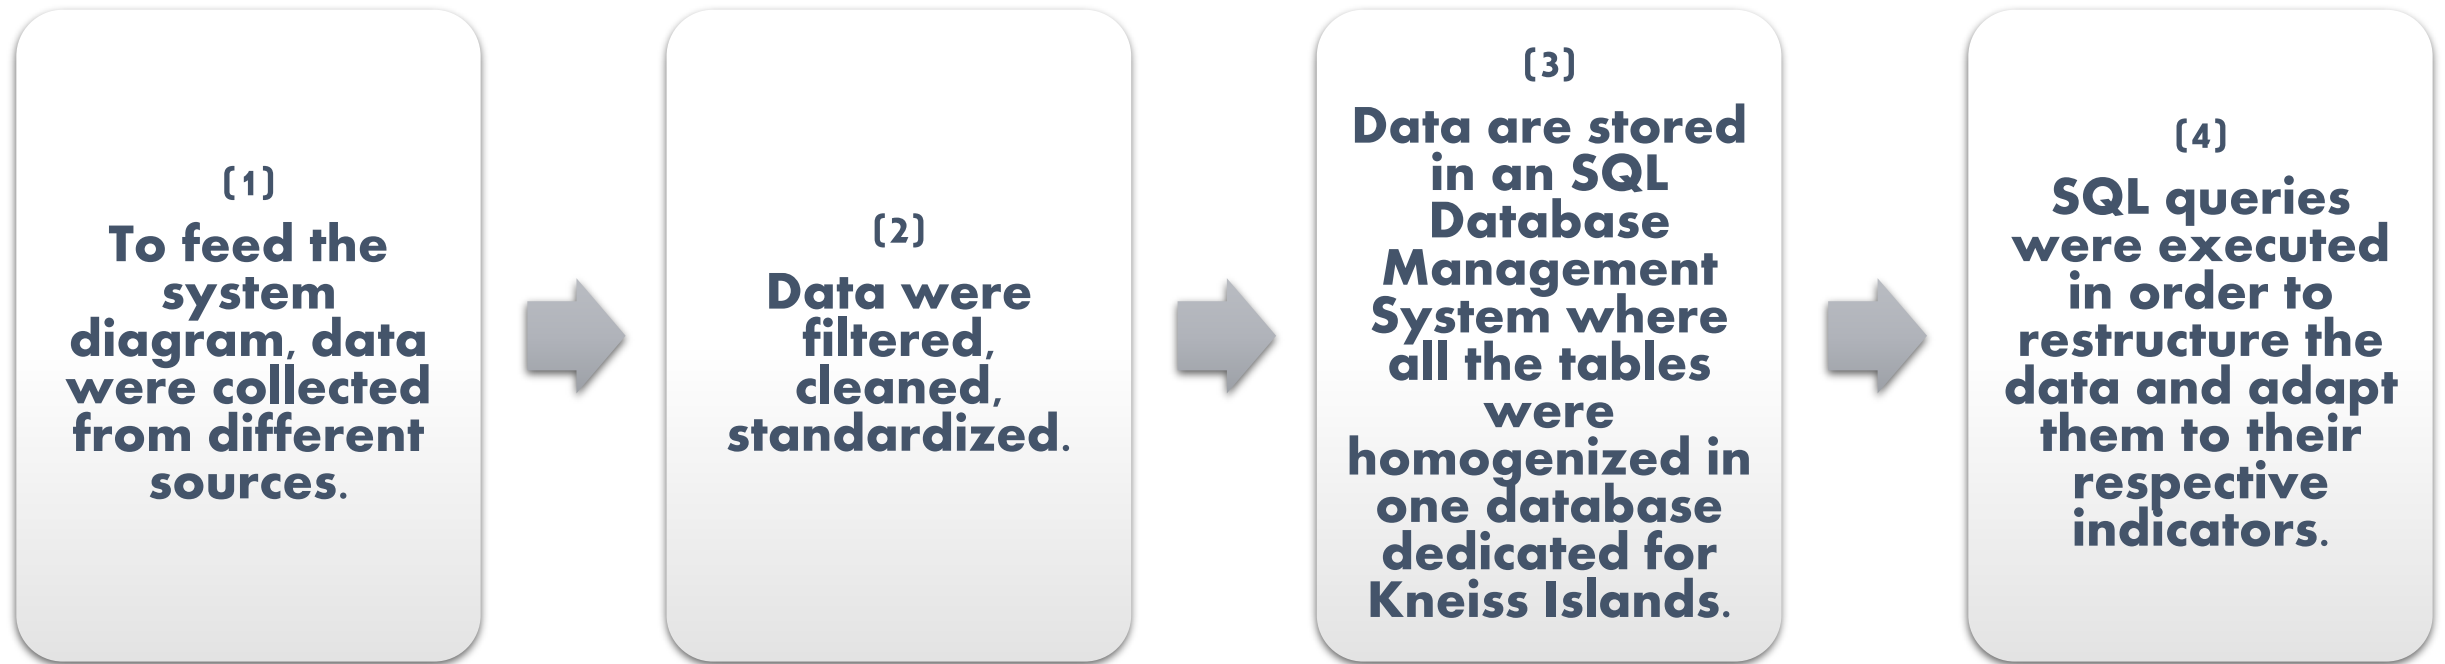 (1)
To feed the
system
diagram, data
were collected
from different
sources.
(2)
Data were
filtered,
cleaned,
standardized.
(3)
Data are stored
in an SQL
Database
Management
System where
all the tables
were
homogenized in
one database
dedicated for
Kneiss Islands.
(4)
SQL queries
were executed
in order to
restructure the
data and adapt
them to their
respective
indicators.